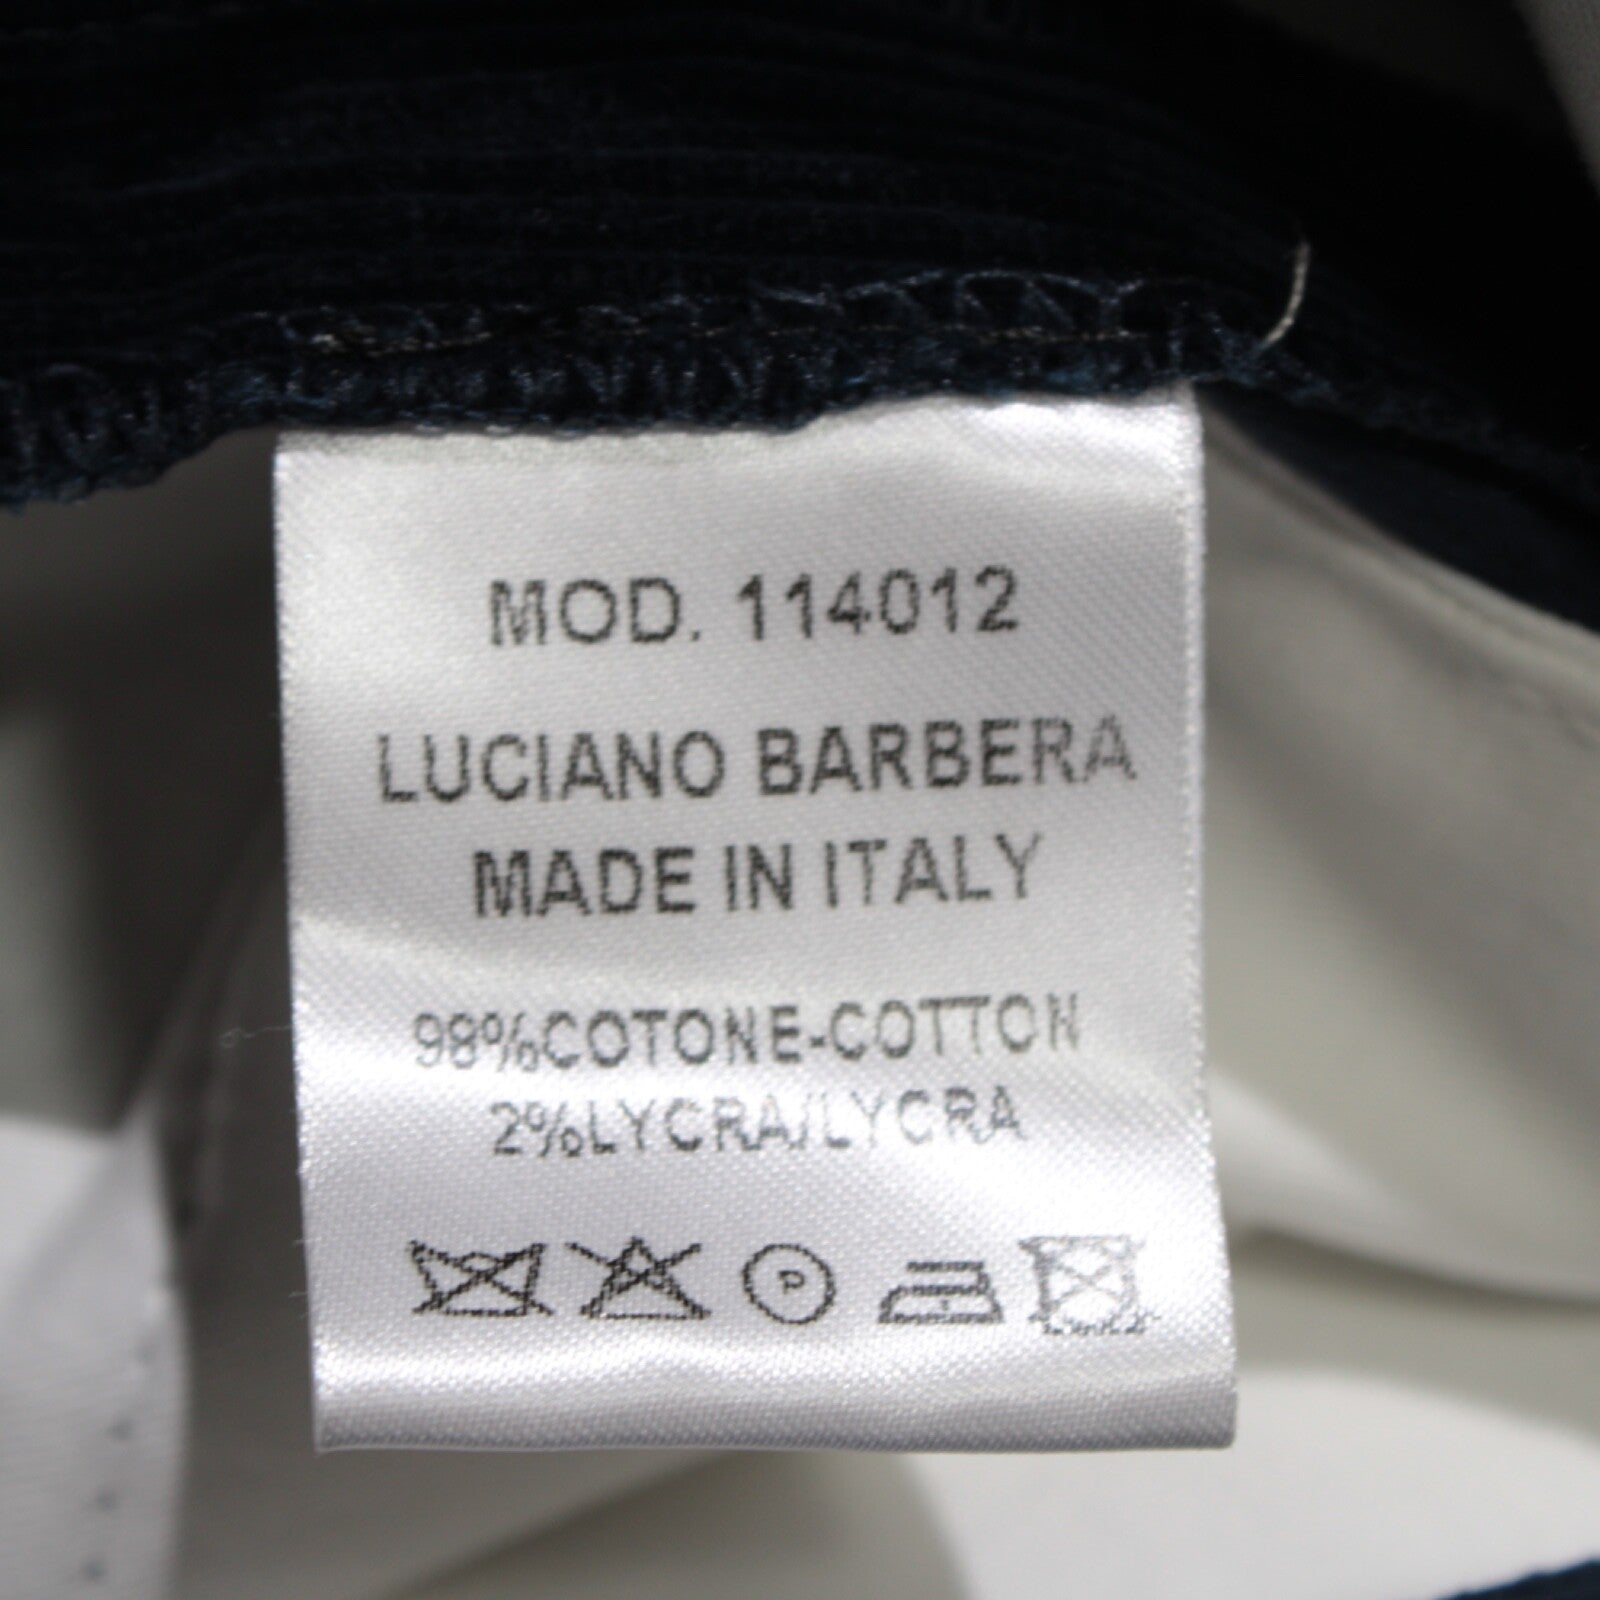 MOD. 114012
LUCIANO BARBERA
MADE IN ITALY
98%COTONE-COTTON
2%LYCRA/LYCRA
P